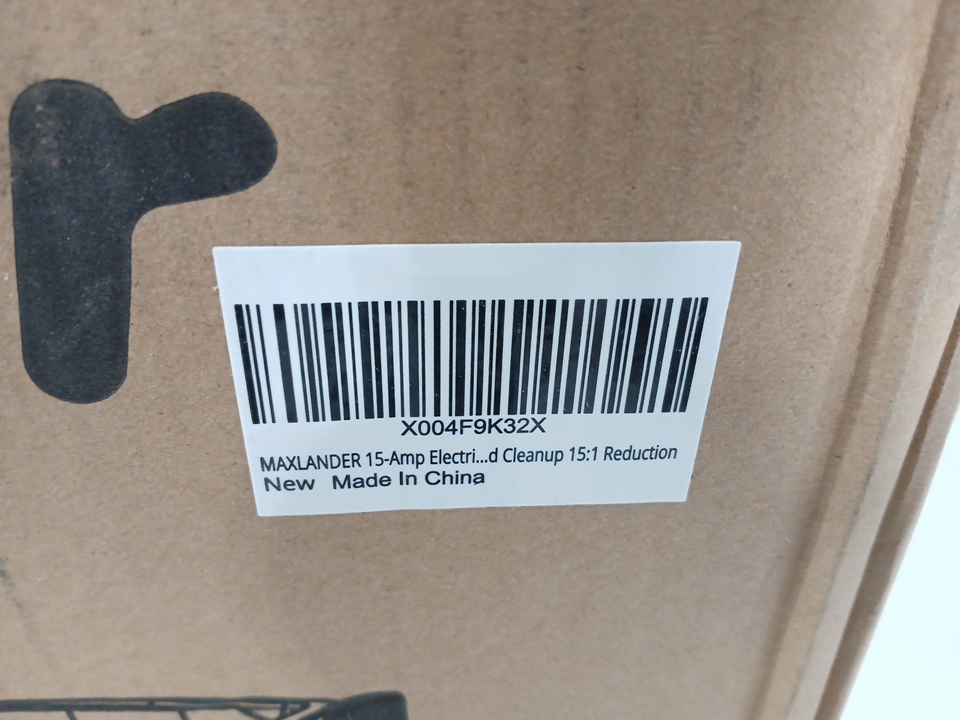 r
X004F9K32X
MAXLANDER 15-Amp Electri...d Cleanup 15:1 Reduction
New Made In China